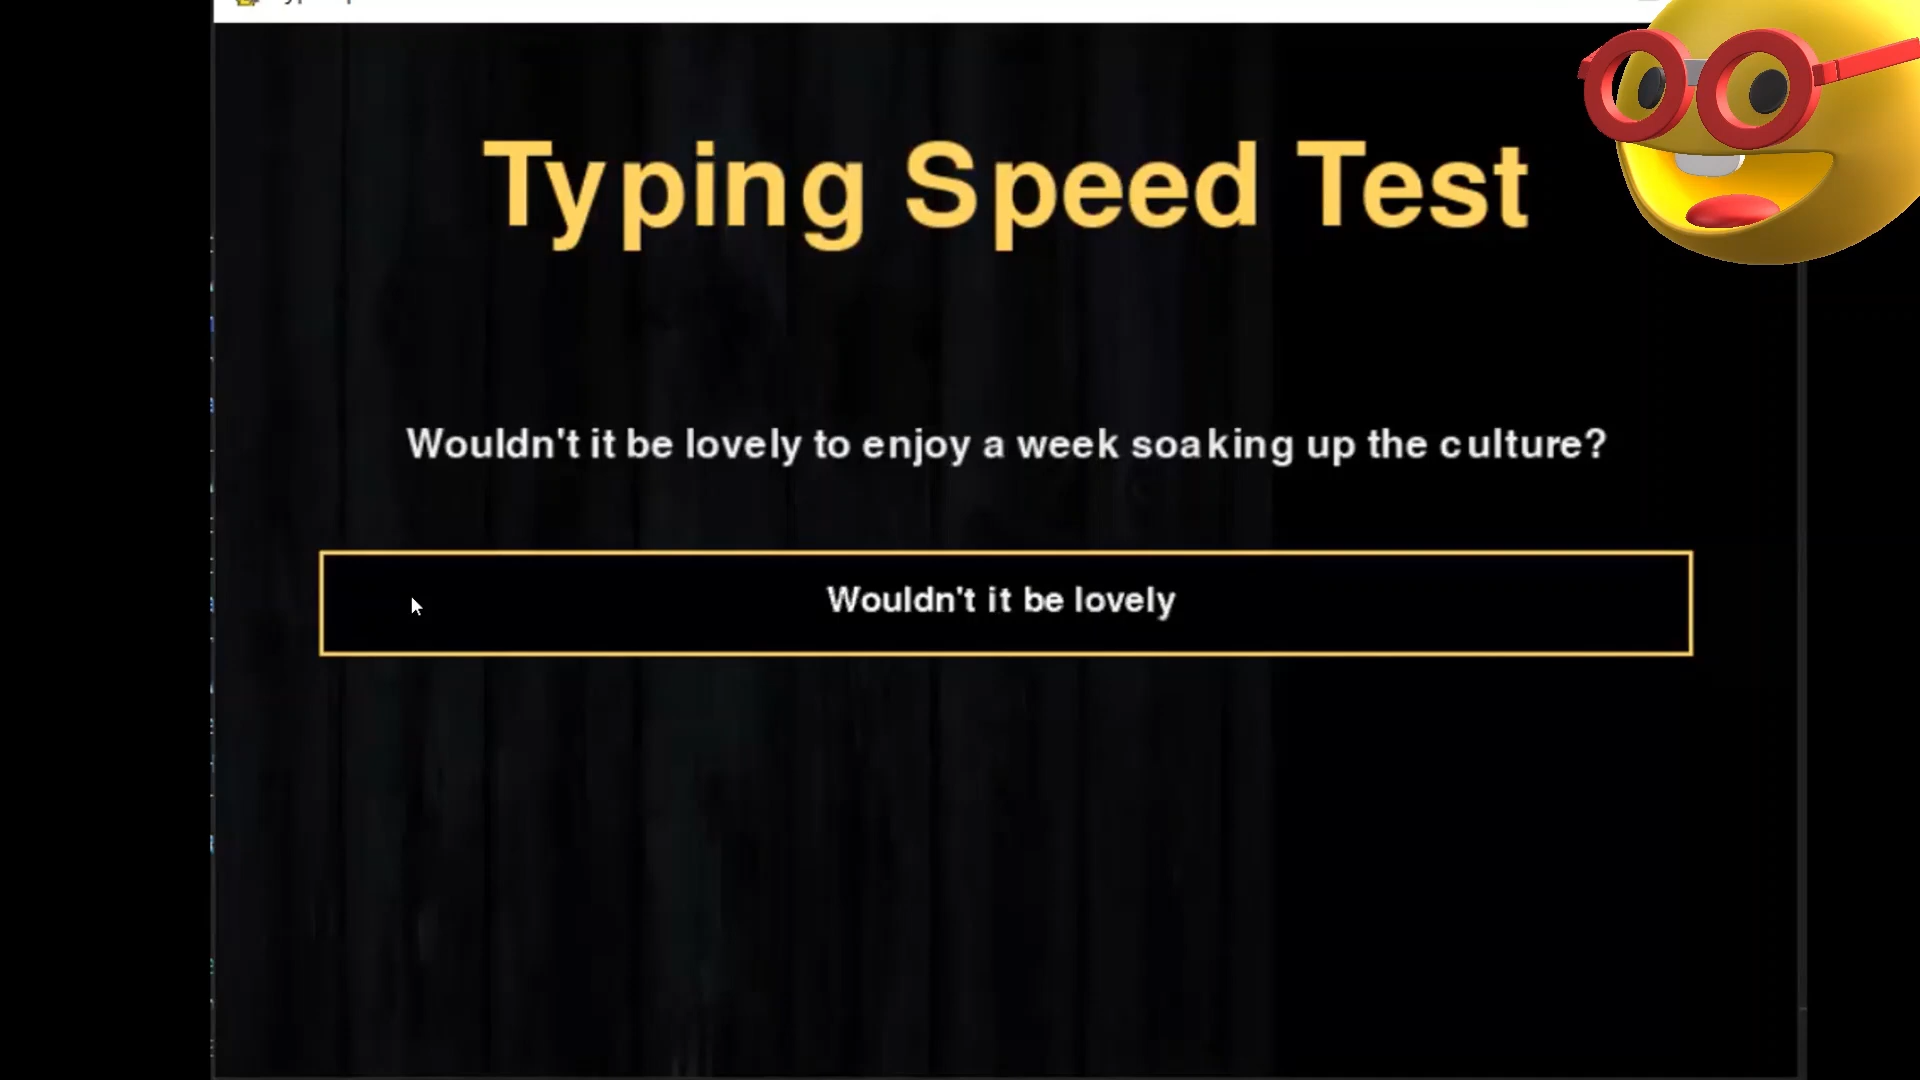 Typing Speed Test
Wouldn't it be lovely to enjoy a week soaking up the culture?
Wouldn't it be lovely